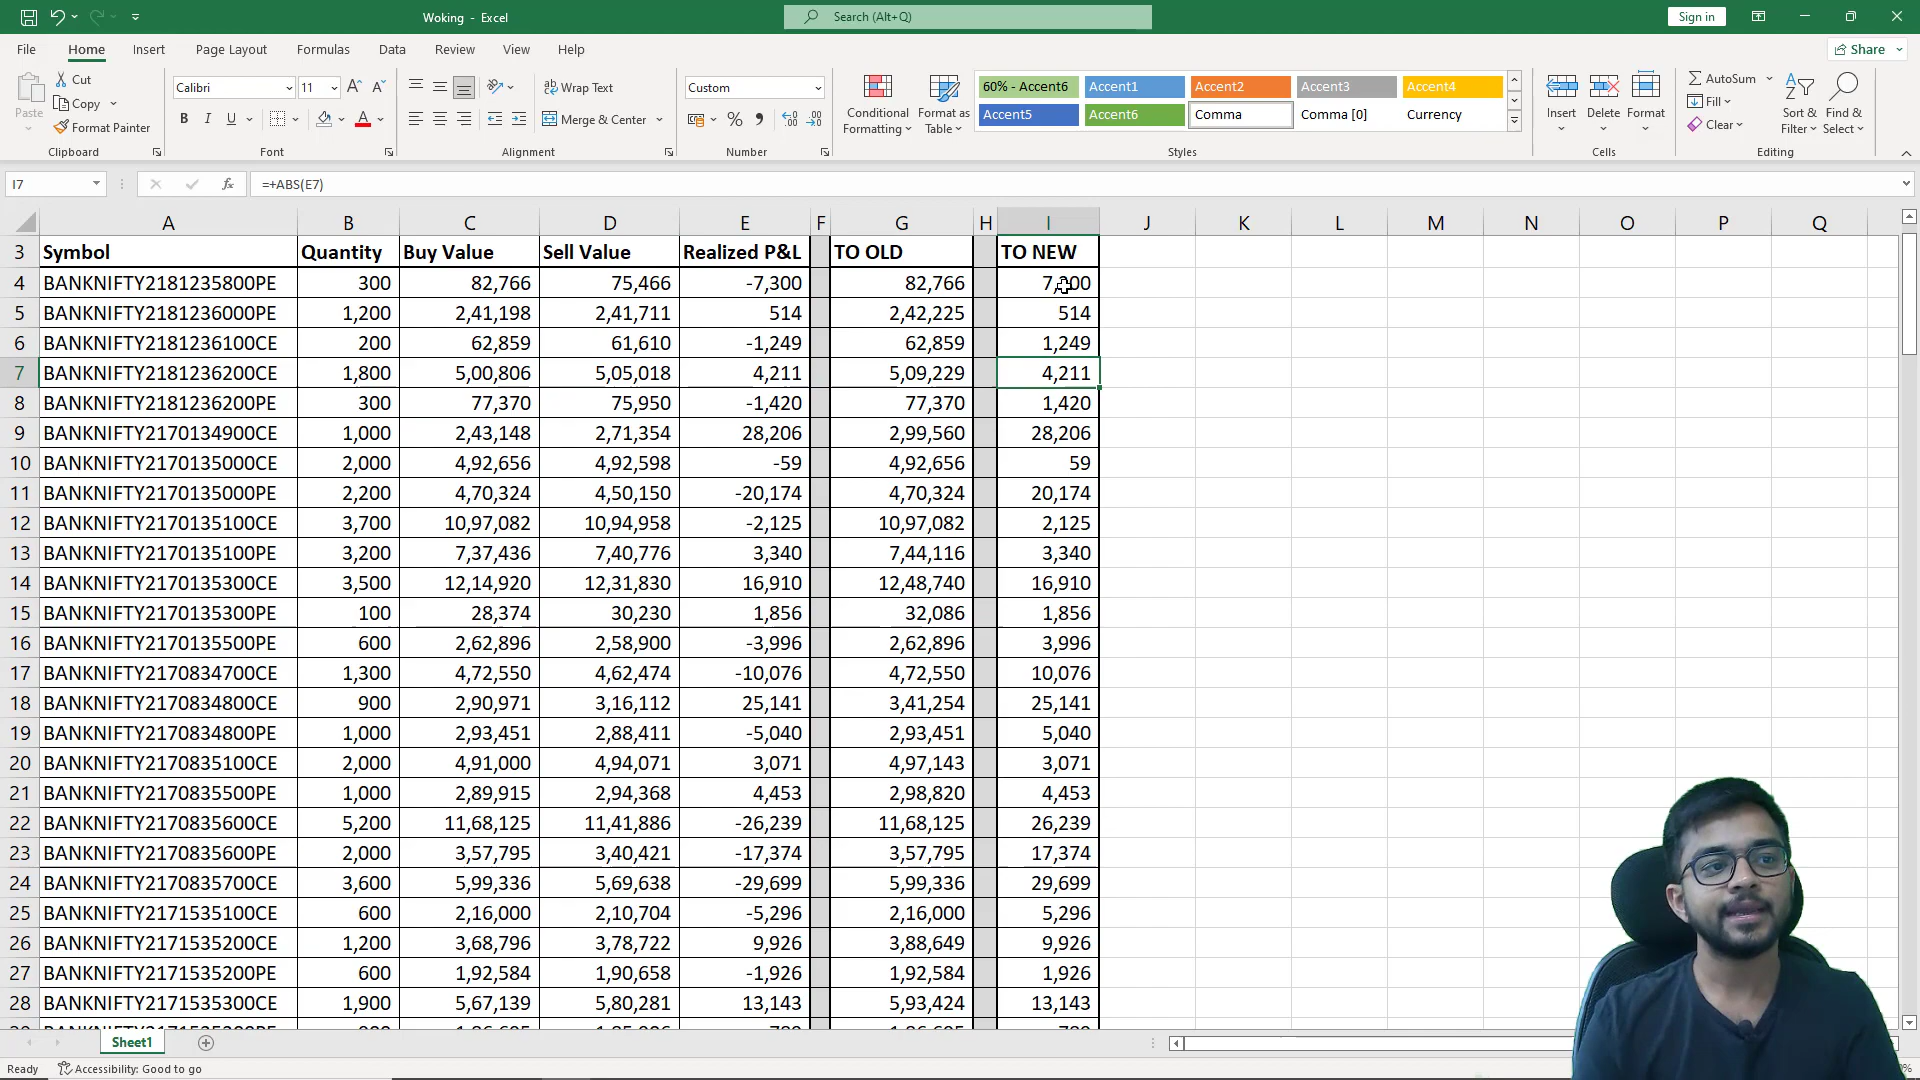 Woking - Excel
Search (Alt+Q)
Sign in
File Home Insert Page Layout Formulas Data Review View Help
Share
Paste
Cut
Copy
Format Painter
Clipboard
Calibri 11
B I U
Font
Wrap Text
Merge & Center
Alignment
Custom
Number
Conditional Formatting
Format as Table
60% - Accent6 Accent1 Accent2 Accent3 Accent4
Accent5 Accent6 Comma Comma [0] Currency
Styles
Insert Delete Format
Cells
AutoSum
Fill
Clear
Sort & Filter
Find & Select
Editing
I7 fx =+ABS(E7)
A B C D E F G H I J K L M N O P Q
3 Symbol Quantity Buy Value Sell Value Realized P&L TO OLD TO NEW
4 BANKNIFTY2181235800PE 300 82,766 75,466 -7,300 82,766
5 BANKNIFTY2181236000PE 1,200 2,41,198 2,41,711 514 2,42,225 514
6 BANKNIFTY2181236100CE 200 62,859 61,610 -1,249 62,859 1,249
7 BANKNIFTY2181236200CE 1,800 5,00,806 5,05,018 4,211 5,09,229 4,211
8 BANKNIFTY2181236200PE 300 77,370 75,950 -1,420 77,370 1,420
9 BANKNIFTY2170134900CE 1,000 2,43,148 2,71,354 28,206 2,99,560 28,206
10 BANKNIFTY2170135000CE 2,000 4,92,656 4,92,598 -59 4,92,656 59
11 BANKNIFTY2170135000PE 2,200 4,70,324 4,50,150 -20,174 4,70,324 20,174
12 BANKNIFTY2170135100CE 3,700 10,97,082 10,94,958 -2,125 10,97,082 2,125
13 BANKNIFTY2170135100PE 3,200 7,37,436 7,40,776 3,340 7,44,116 3,340
14 BANKNIFTY2170135300CE 3,500 12,14,920 12,31,830 16,910 12,48,740 16,910
15 BANKNIFTY2170135300PE 100 28,374 30,230 1,856 32,086 1,856
16 BANKNIFTY2170135500PE 600 2,62,896 2,58,900 -3,996 2,62,896 3,996
17 BANKNIFTY2170834700CE 1,300 4,72,550 4,62,474 -10,076 4,72,550 10,076
18 BANKNIFTY2170834800CE 900 2,90,971 3,16,112 25,141 3,41,254 25,141
19 BANKNIFTY2170834800PE 1,000 2,93,451 2,88,411 -5,040 2,93,451 5,040
20 BANKNIFTY2170835100CE 2,000 4,91,000 4,94,071 3,071 4,97,143 3,071
21 BANKNIFTY2170835500PE 1,000 2,89,915 2,94,368 4,453 2,98,820 4,453
22 BANKNIFTY2170835600CE 5,200 11,68,125 11,41,886 -26,239 11,68,125 26,239
23 BANKNIFTY2170835600PE 2,000 3,57,795 3,40,421 -17,374 3,57,795 17,374
24 BANKNIFTY2170835700CE 3,600 5,99,336 5,69,638 -29,699 5,99,336 29,699
25 BANKNIFTY2171535100CE 600 2,16,000 2,10,704 -5,296 2,16,000 5,296
26 BANKNIFTY2171535200CE 1,200 3,68,796 3,78,722 9,926 3,88,649 9,926
27 BANKNIFTY2171535200PE 600 1,92,584 1,90,658 -1,926 1,92,584 1,926
28 BANKNIFTY2171535300CE 1,900 5,67,139 5,80,281 13,143 5,93,424 13,143
Sheet1
Ready Accessibility: Good to go